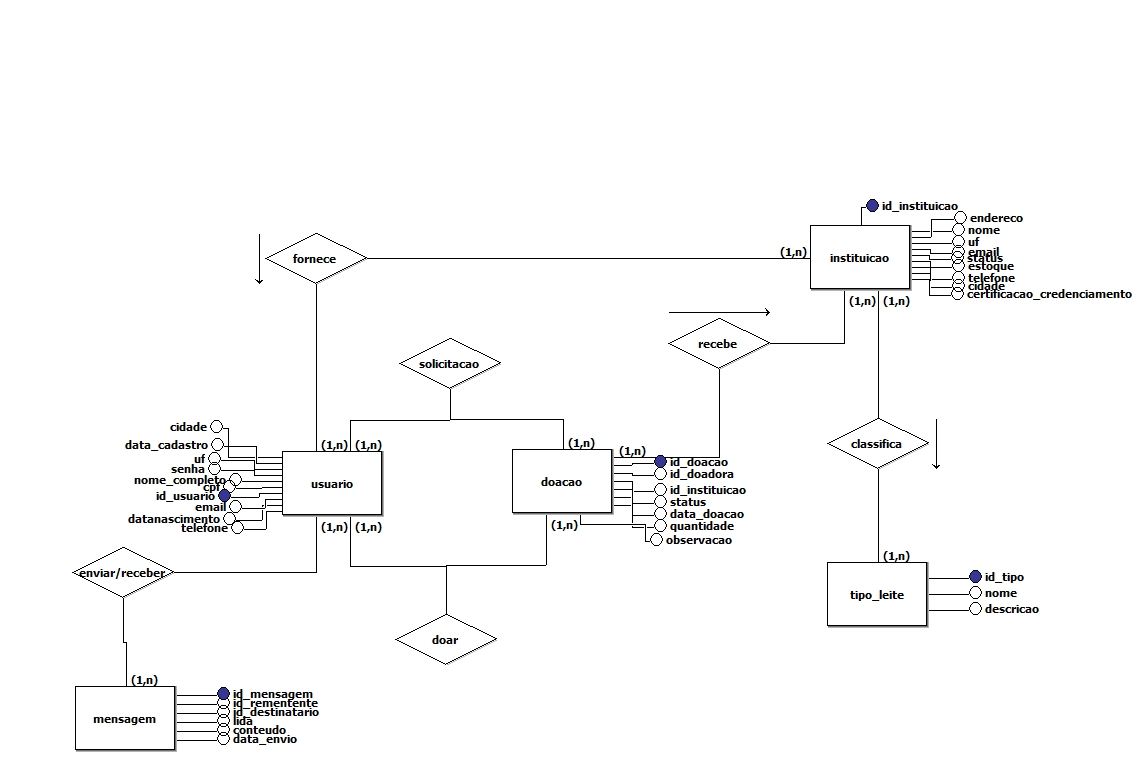 id_instituicao
endereco
nome
uf
email
status
estoque
telefone
cidade
certificacao_credenciamento
instituicao
(1,n)
(1,n)
(1,n)
fornece
recebe
solicitacao
classifica
cidade
data_cadastro
uf
senha
nome_completo
cpf
id_usuario
email
datanascimento
telefone
usuario
(1,n)
(1,n)
(1,n)
(1,n)
doacao
(1,n)
(1,n)
(1,n)
id_doacao
id_doadora
id_instituicao
status
data_doacao
quantidade
observacao
enviar/receber
doar
(1,n)
tipo_leite
id_tipo
nome
descricao
(1,n)
mensagem
id_mensagem
id_rementente
id_destinatario
lida
conteudo
data_envio